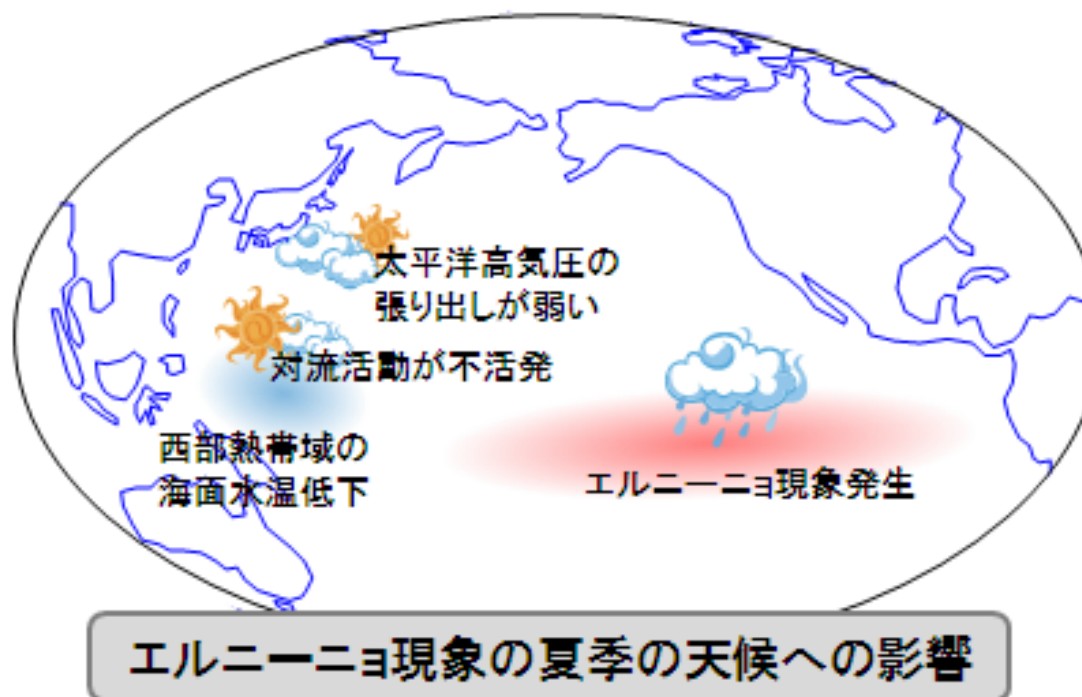 太平洋高気圧の
張り出しが弱い
対流活動が不活発
西部熱帯域の
海面水温低下
エルニーニョ現象発生
エルニーニョ現象の夏季の天候への影響